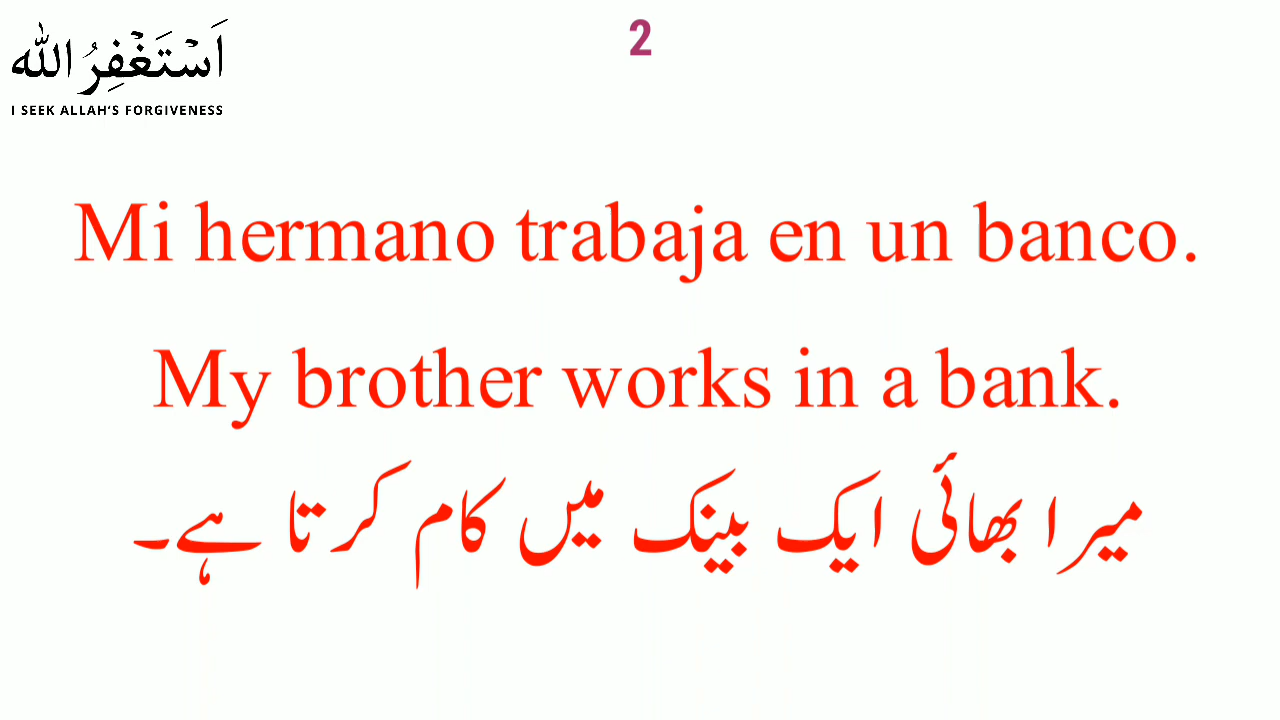 2
اَسْتَغْفِرُ الله
I SEEK ALLAH'S FORGIVENESS
Mi hermano trabaja en un banco.
My brother works in a bank.
میرا بھائی ایک بینک میں کام کرتا ہے۔